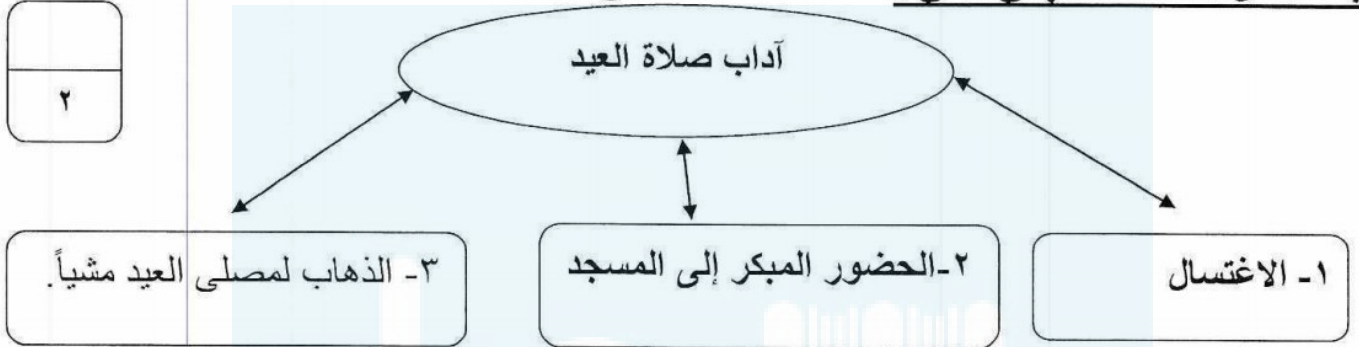 آداب صلاة العيد
٢
١- الاغتسال
٢-الحضور المبكر إلى المسجد
٣- الذهاب لمصلى العيد مشياً.